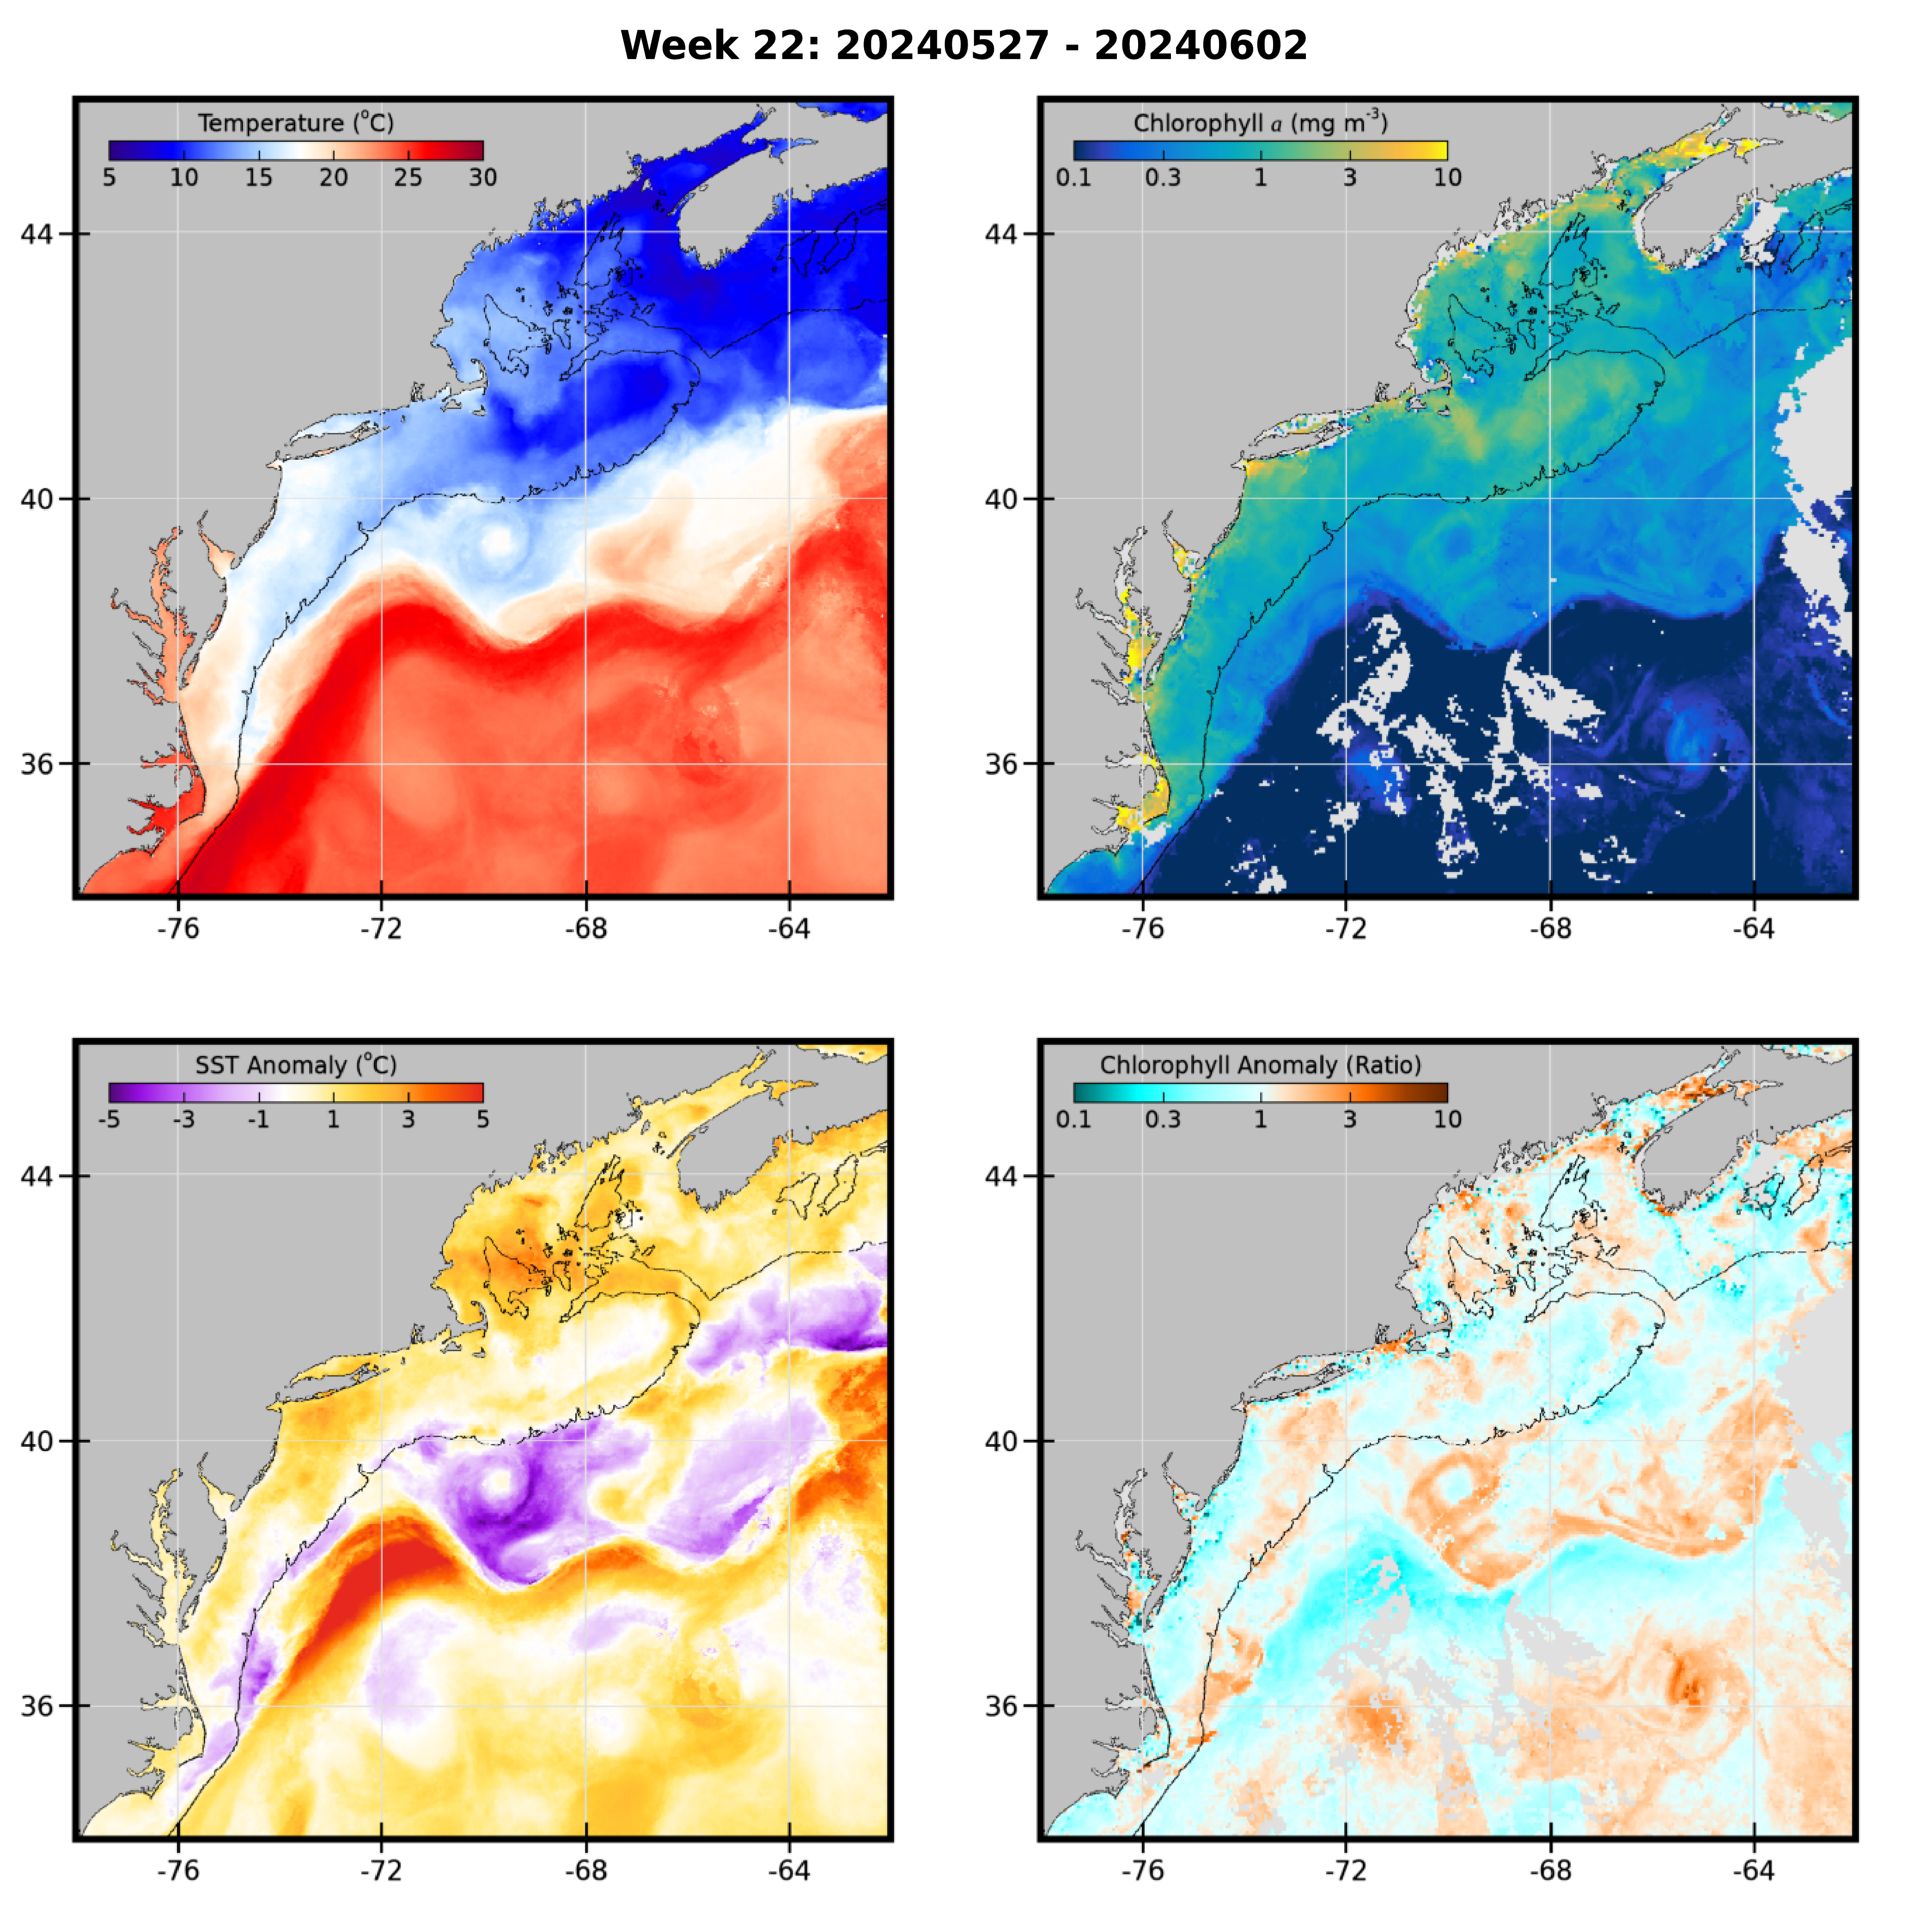 Week 22: 20240527 - 20240602
Temperature (°C)
5 10 15 20 25 30
44
40
36
-76 -72 -68 -64
Chlorophyll a (mg m⁻³)
0.1 0.3 1 3 10
44
40
36
-76 -72 -68 -64
SST Anomaly (°C)
-5 -3 -1 1 3 5
44
40
36
-76 -72 -68 -64
Chlorophyll Anomaly (Ratio)
0.1 0.3 1 3 10
44
40
36
-76 -72 -68 -64